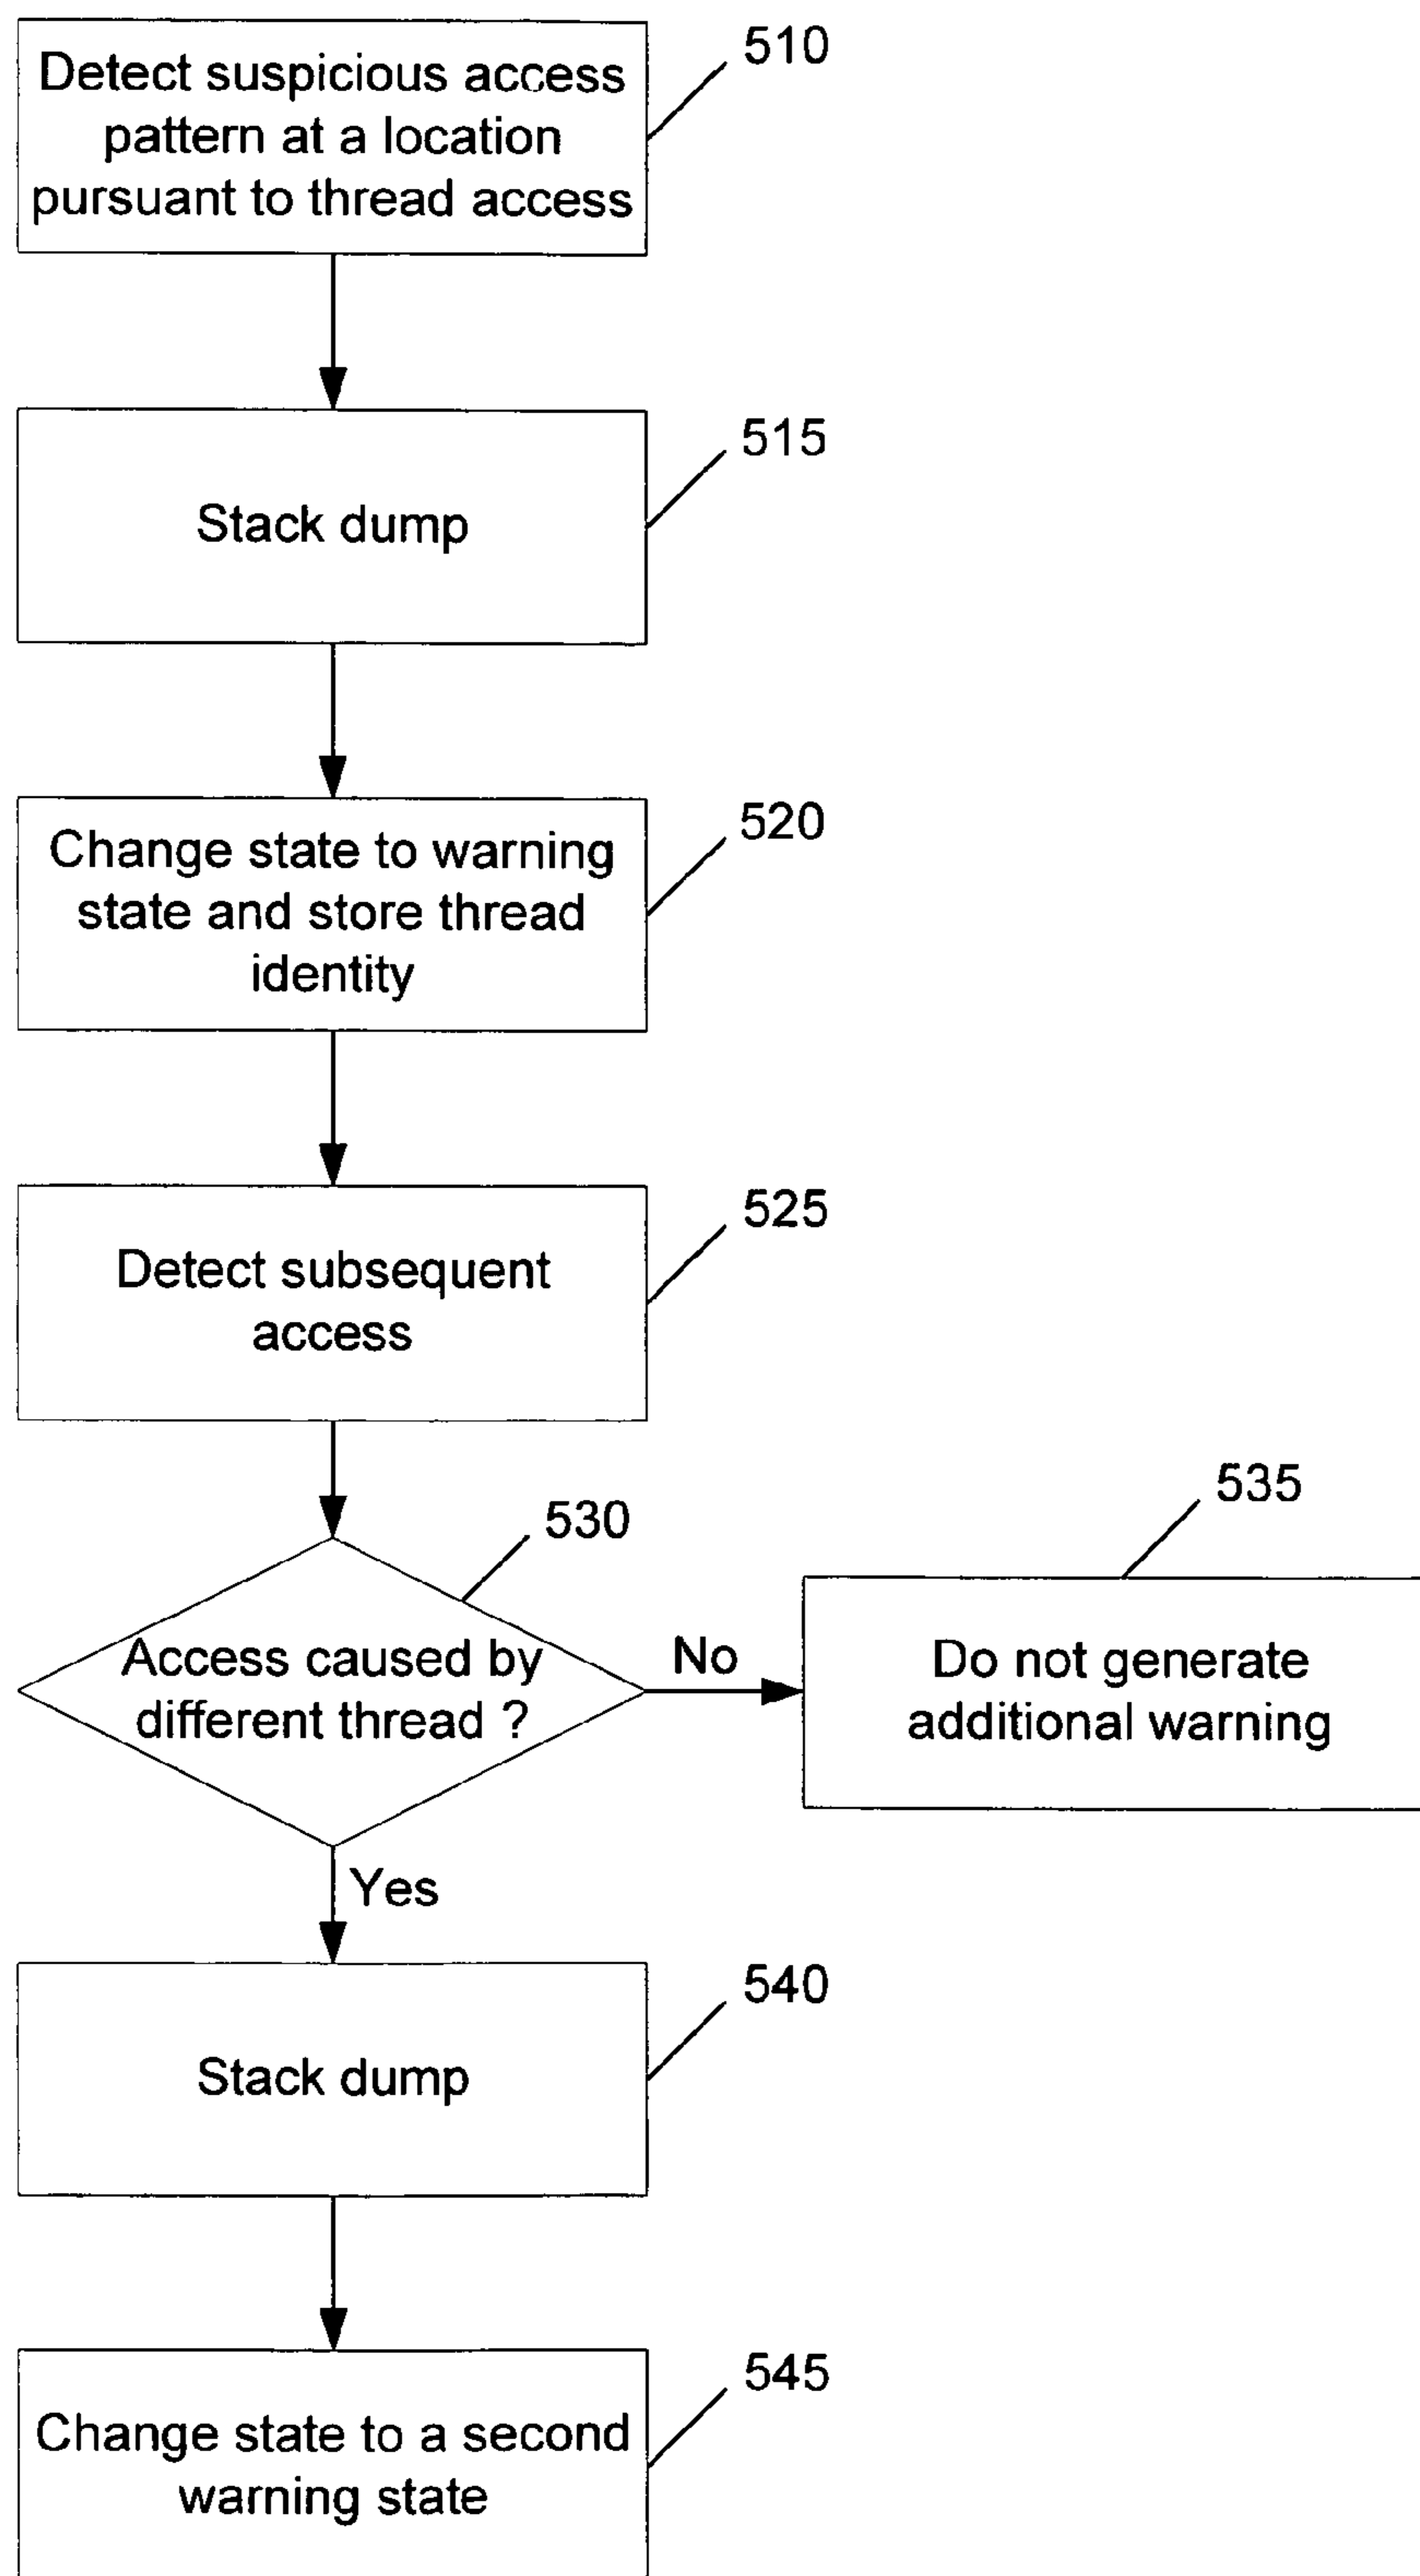 510
Detect suspicious access
pattern at a location
pursuant to thread access
515
Stack dump
520
Change state to warning
state and store thread
identity
525
Detect subsequent
access
530
Access caused by
different thread ?
No
535
Do not generate
additional warning
Yes
540
Stack dump
545
Change state to a second
warning state